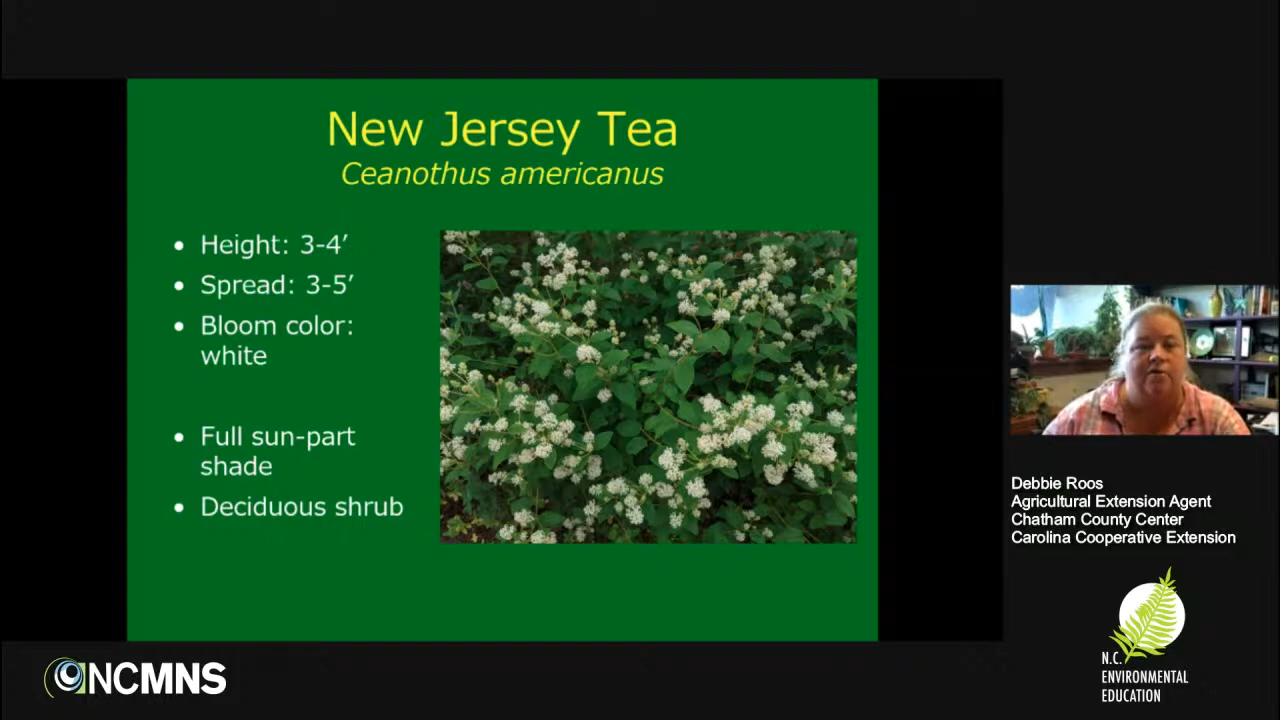 New Jersey Tea
Ceanothus americanus
• Height: 3-4’
• Spread: 3-5’
• Bloom color:
white
• Full sun-part
shade
• Deciduous shrub
Debbie Roos
Agricultural Extension Agent
Chatham County Center
Carolina Cooperative Extension
NCMNS
N.C.
ENVIRONMENTAL
EDUCATION